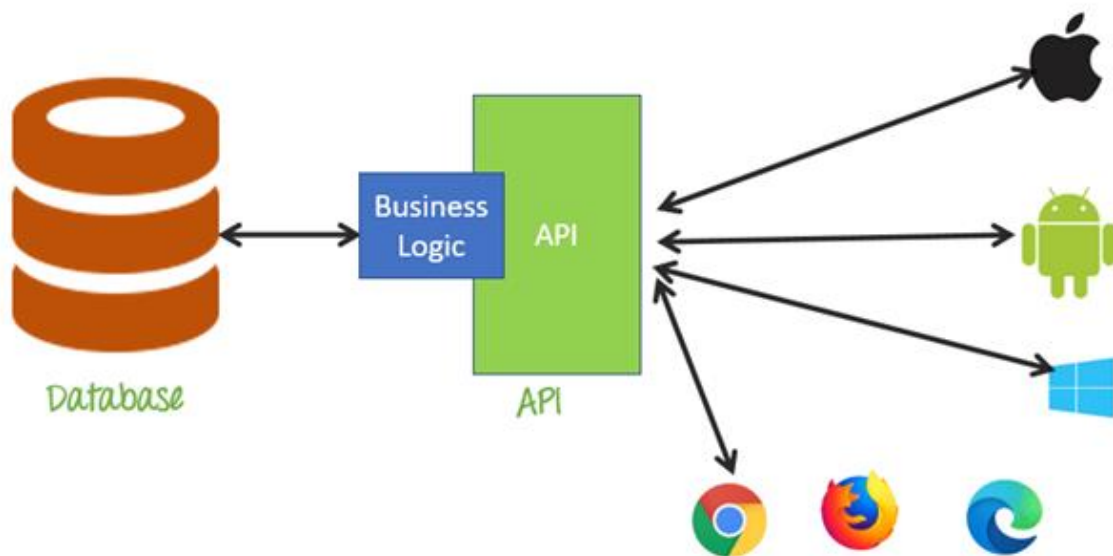 Business
Logic
API
Database
API